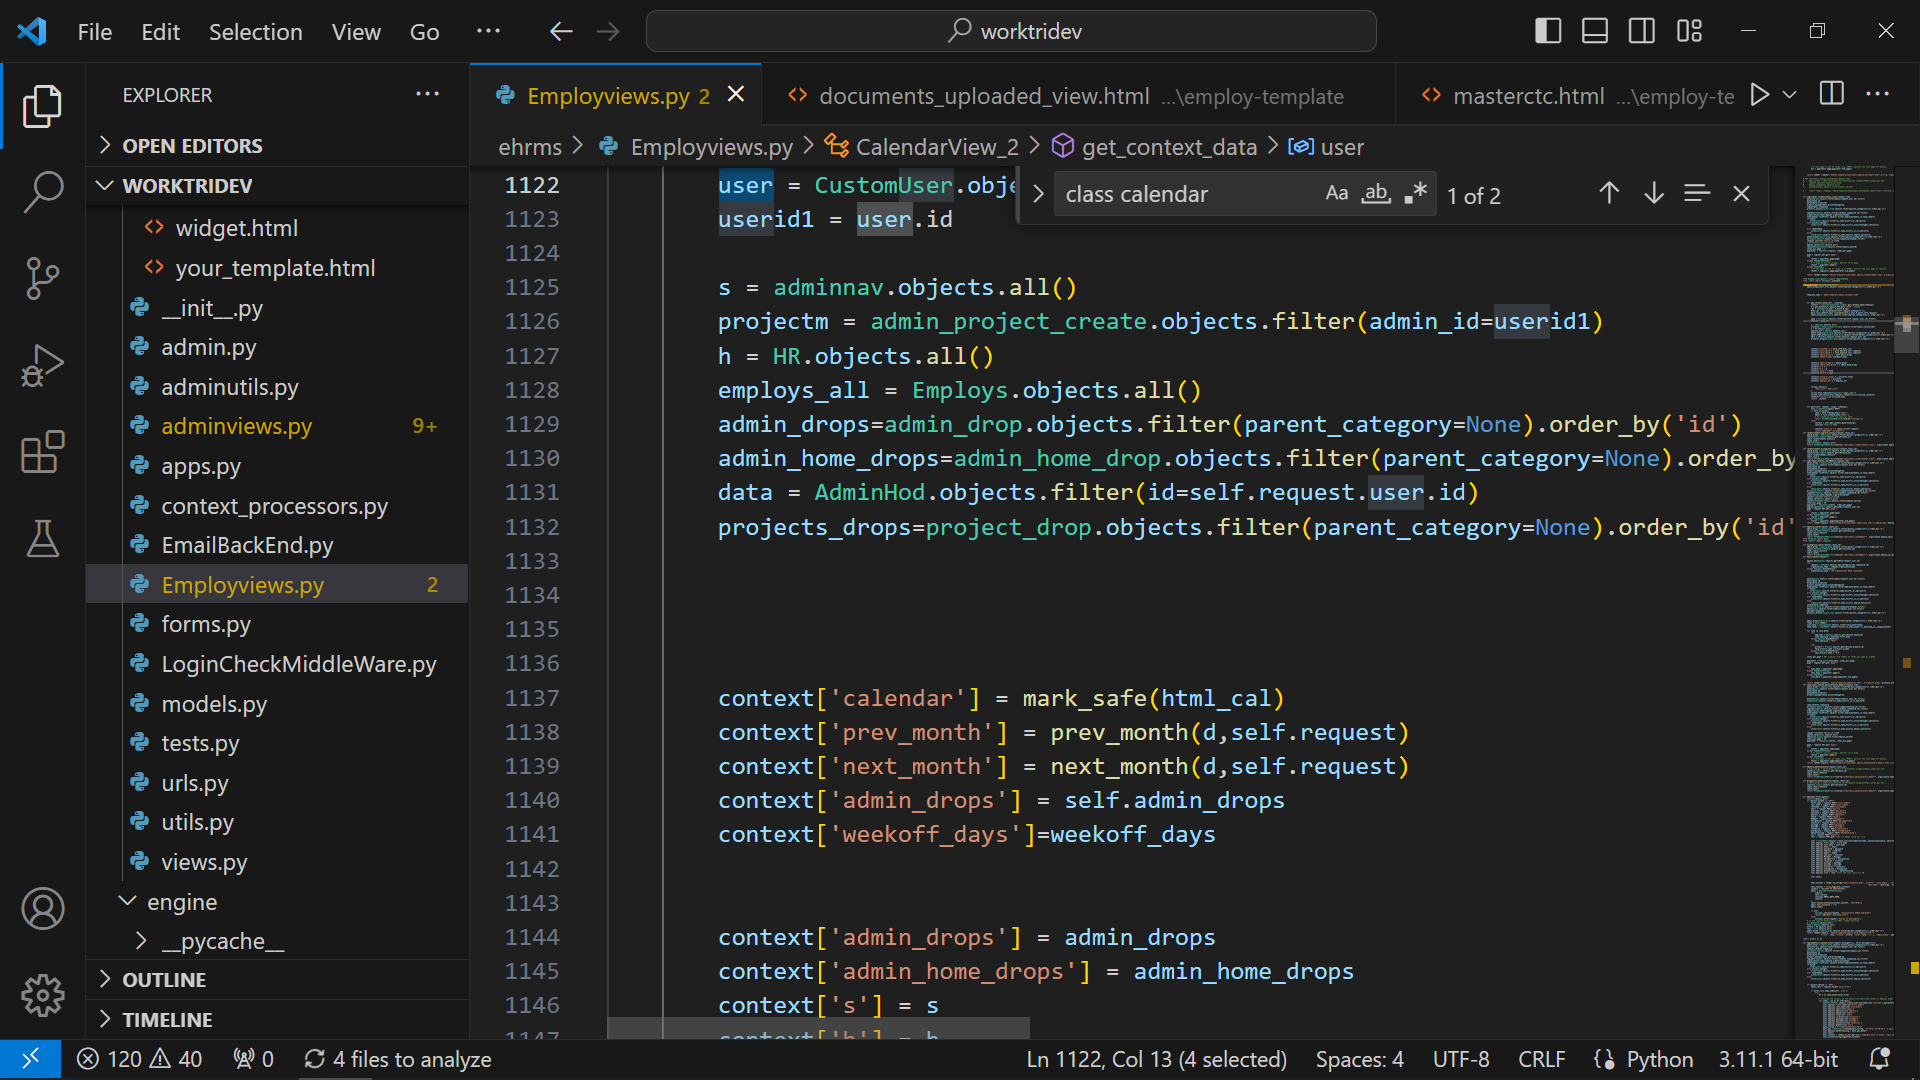 File Edit Selection View Go ··· worktridev
EXPLORER ···
OPEN EDITORS
WORKTRIDEV
widget.html
your_template.html
__init__.py
admin.py
adminutils.py
adminviews.py 9+
apps.py
context_processors.py
EmailBackEnd.py
Employviews.py 2
forms.py
LoginCheckMiddleWare.py
models.py
tests.py
urls.py
utils.py
views.py
engine
__pycache__
OUTLINE
TIMELINE
Employviews.py 2 documents_uploaded_view.html ...\employ-template masterctc.html ...\employ-te ···
ehrms > Employviews.py > CalendarView_2 > get_context_data > user
class calendar Aa ab 1 of 2
1122 user = CustomUser.obje
1123 userid1 = user.id
1124
1125 s = adminnav.objects.all()
1126 projectm = admin_project_create.objects.filter(admin_id=userid1)
1127 h = HR.objects.all()
1128 employs_all = Employs.objects.all()
1129 admin_drops=admin_drop.objects.filter(parent_category=None).order_by('id')
1130 admin_home_drops=admin_home_drop.objects.filter(parent_category=None).order_by
1131 data = AdminHod.objects.filter(id=self.request.user.id)
1132 projects_drops=project_drop.objects.filter(parent_category=None).order_by('id'
1133
1134
1135
1136
1137 context['calendar'] = mark_safe(html_cal)
1138 context['prev_month'] = prev_month(d,self.request)
1139 context['next_month'] = next_month(d,self.request)
1140 context['admin_drops'] = self.admin_drops
1141 context['weekoff_days']=weekoff_days
1142
1143
1144 context['admin_drops'] = admin_drops
1145 context['admin_home_drops'] = admin_home_drops
1146 context['s'] = s
1147 context['h'] = h
120 40 0 4 files to analyze Ln 1122, Col 13 (4 selected) Spaces: 4 UTF-8 CRLF Python 3.11.1 64-bit